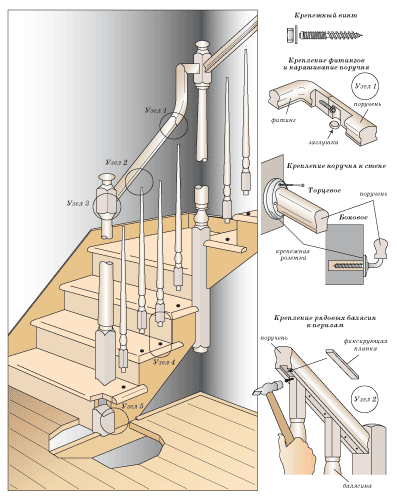 Узел 1
Узел 2
Узел 3
Узел 4
Узел 5
Крепежный винт
Крепление фитингов
и наращивание поручня
Узел 1
фитинг
поручень
заглушка
Крепление поручня к стене
Торцевое
поручень
Боковое
крепежная
розетка
Крепление рядовых балясин
к перилам
поручень
фиксирующая
планка
Узел 2
балясина